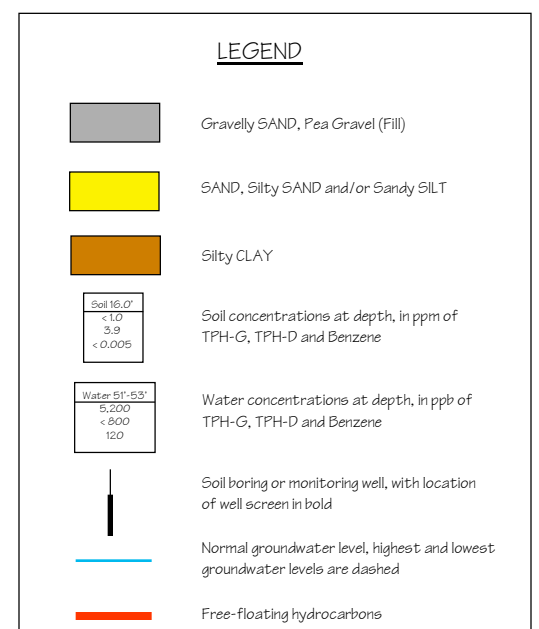 LEGEND
Gravelly SAND, Pea Gravel (Fill)
SAND, Silty SAND and/or Sandy SILT
Silty CLAY
Soil 16.0'
< 1.0
3.9
< 0.005
Soil concentrations at depth, in ppm of
TPH-G, TPH-D and Benzene
Water 51'-53'
5,200
< 800
120
Water concentrations at depth, in ppb of
TPH-G, TPH-D and Benzene
Soil boring or monitoring well, with location
of well screen in bold
Normal groundwater level, highest and lowest
groundwater levels are dashed
Free-floating hydrocarbons